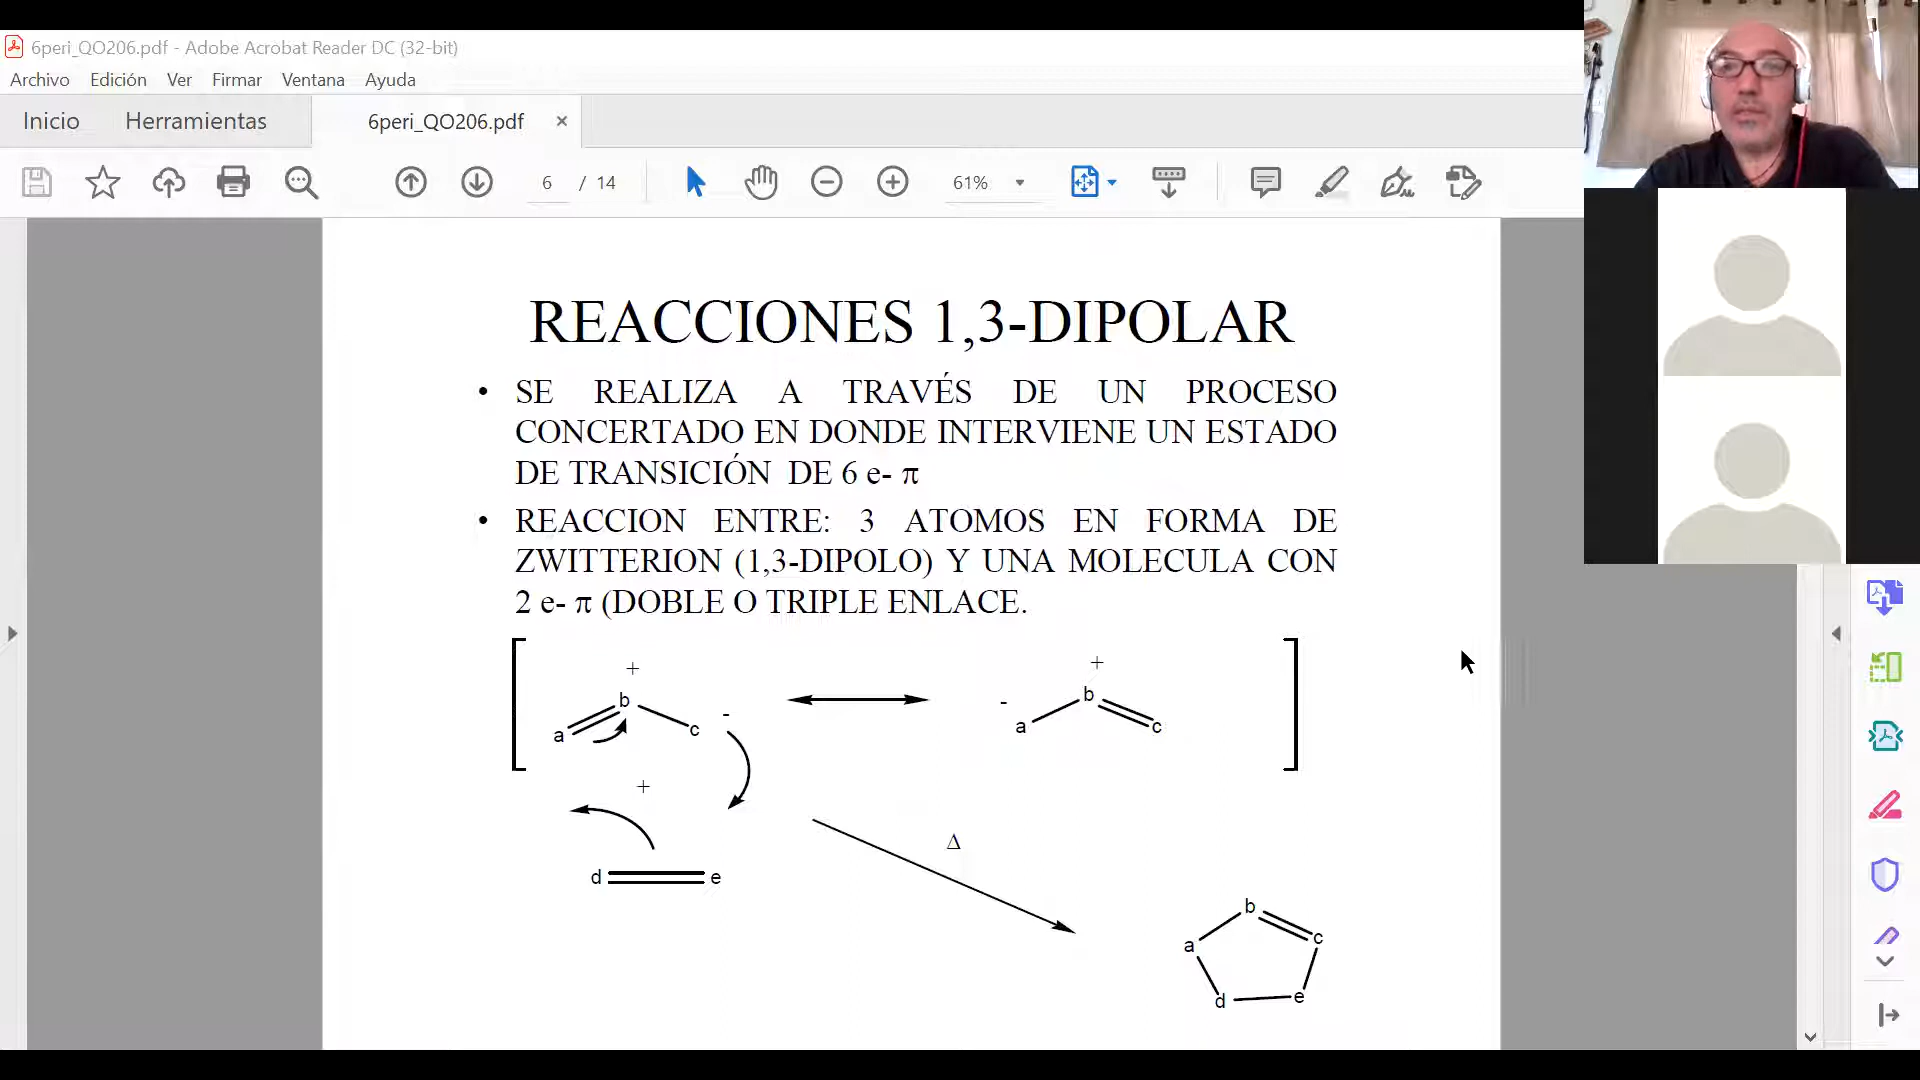 6peri_QO206.pdf - Adobe Acrobat Reader DC (32-bit)
Archivo Edición Ver Firmar Ventana Ayuda
Inicio Herramientas 6peri_QO206.pdf ×
6 / 14 61%
REACCIONES 1,3-DIPOLAR
• SE REALIZA A TRAVÉS DE UN PROCESO
CONCERTADO EN DONDE INTERVIENE UN ESTADO
DE TRANSICIÓN DE 6 e- π
• REACCION ENTRE: 3 ATOMOS EN FORMA DE
ZWITTERION (1,3-DIPOLO) Y UNA MOLECULA CON
2 e- π (DOBLE O TRIPLE ENLACE.
+ +
b - - b
a c a c
+
Δ
d e
b
a c
d e